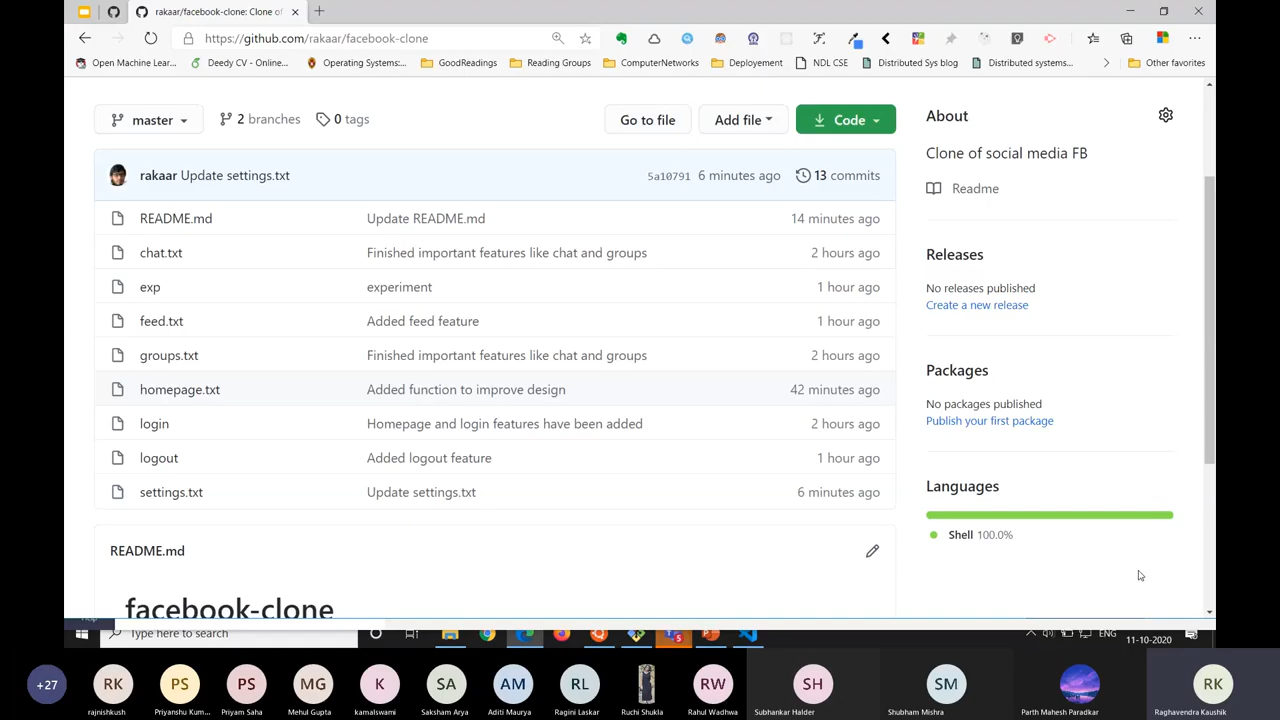 rakaar/facebook-clone: Clone of
https://github.com/rakaar/facebook-clone
Open Machine Lear...
Deedy CV - Online...
Operating Systems:...
GoodReadings
Reading Groups
ComputerNetworks
Deployement
NDL CSE
Distributed Sys blog
Distributed systems...
Other favorites
master
2 branches
0 tags
Go to file
Add file
Code
About
Clone of social media FB
Readme
rakaar Update settings.txt 5a10791 6 minutes ago 13 commits
README.md Update README.md 14 minutes ago
chat.txt Finished important features like chat and groups 2 hours ago
exp experiment 1 hour ago
feed.txt Added feed feature 1 hour ago
groups.txt Finished important features like chat and groups 2 hours ago
homepage.txt Added function to improve design 42 minutes ago
login Homepage and login features have been added 2 hours ago
logout Added logout feature 1 hour ago
settings.txt Update settings.txt 6 minutes ago
Releases
No releases published
Create a new release
Packages
No packages published
Publish your first package
Languages
Shell 100.0%
README.md
facebook-clone
Type here to search
ENG
11-10-2020
+27
RK
PS
PS
MG
K
SA
AM
RL
RW
SH
SM
RK
rajnishkush
Priyanshu Kum...
Priyam Saha
Mehul Gupta
kamalswami
Saksham Arya
Aditi Maurya
Ragini Laskar
Ruchi Shukla
Rahul Wadhwa
Subhankar Halder
Shubham Mishra
Parth Mahesh Paradkar
Raghavendra Kaushik